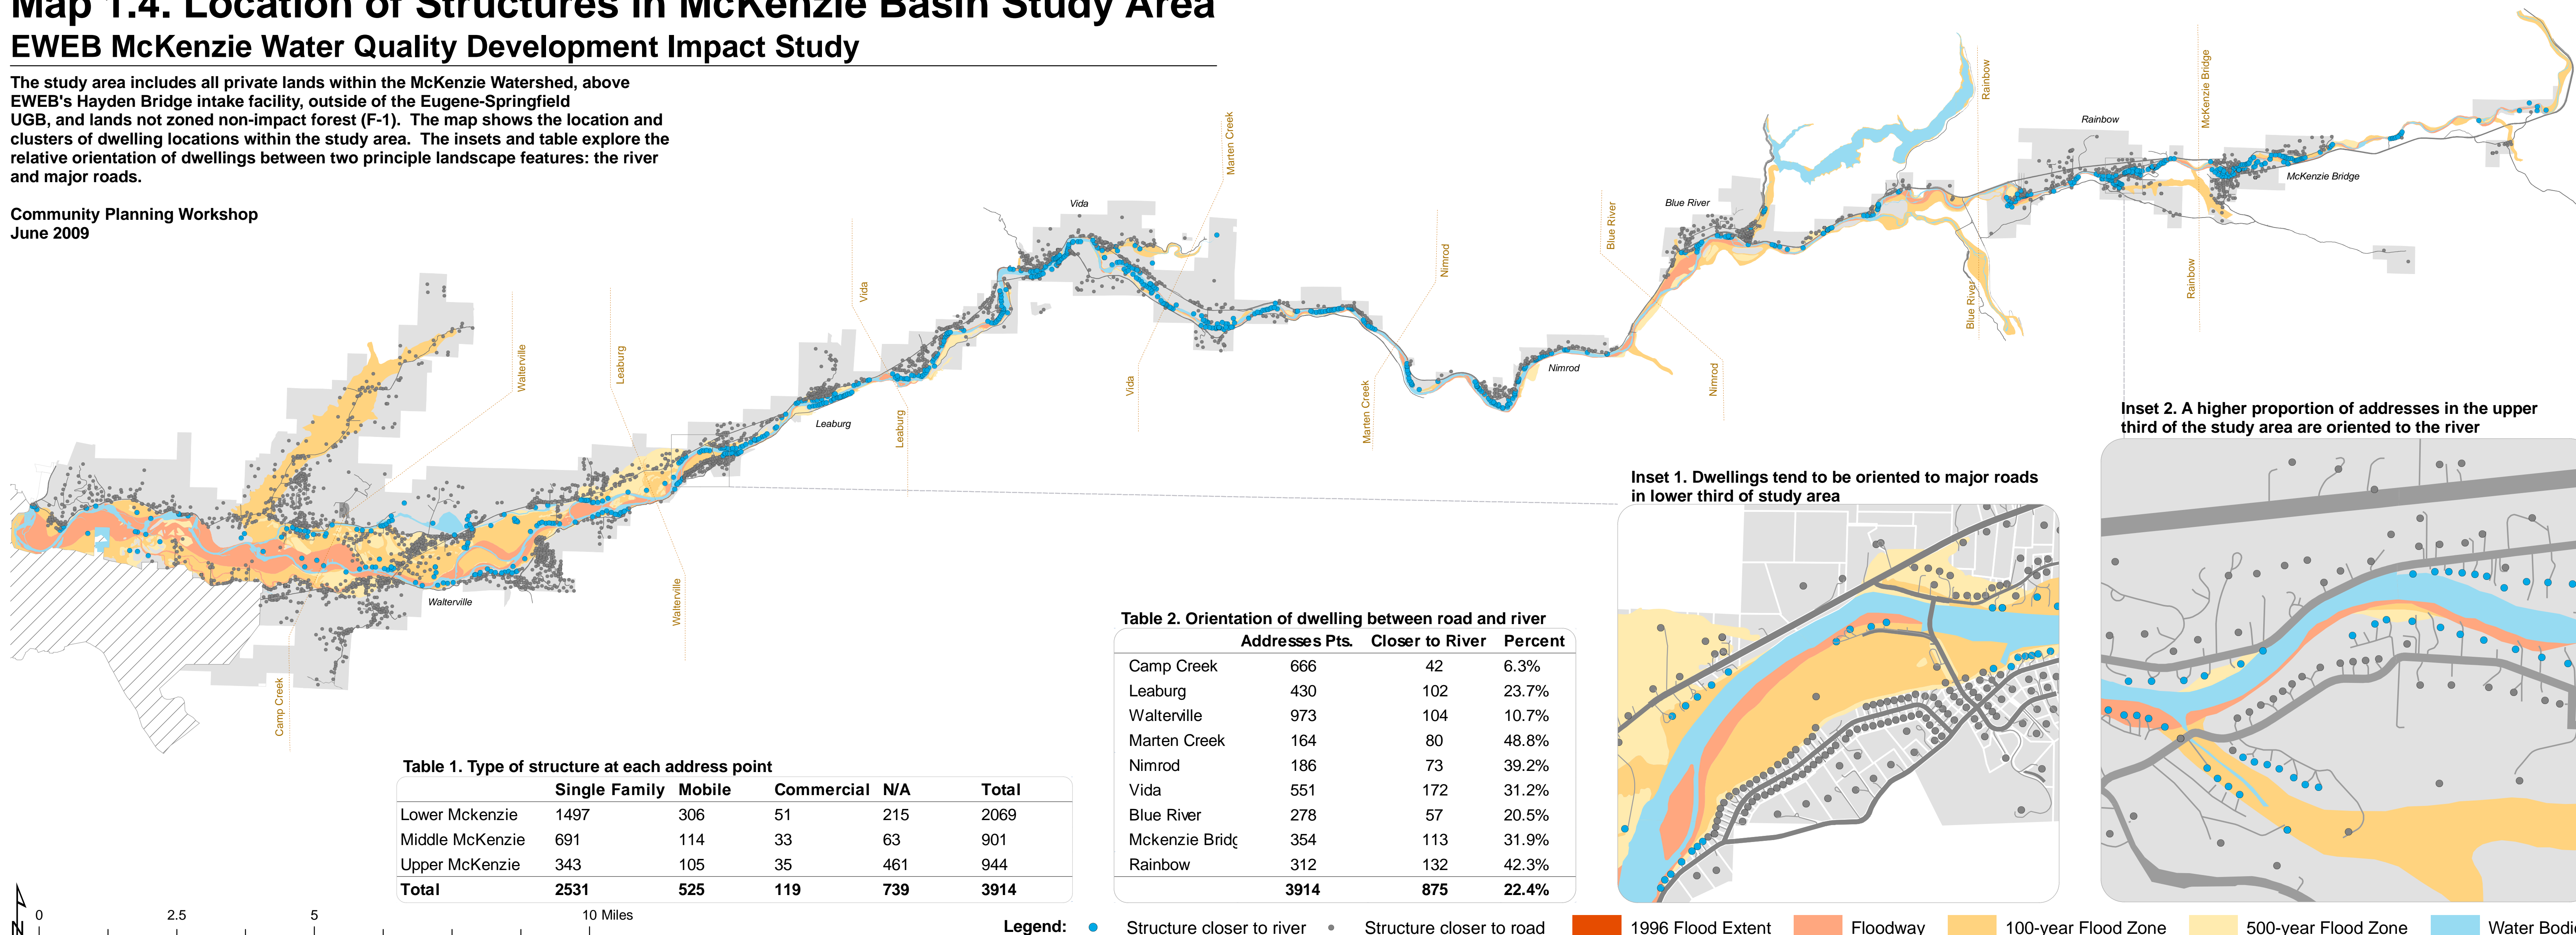 Map 1.4. Location of Structures in McKenzie Basin Study Area
EWEB McKenzie Water Quality Development Impact Study
The study area includes all private lands within the McKenzie Watershed, above
EWEB's Hayden Bridge intake facility, outside of the Eugene-Springfield
UGB, and lands not zoned non-impact forest (F-1).  The map shows the location and
clusters of dwelling locations within the study area.  The insets and table explore the
relative orientation of dwellings between two principle landscape features: the river
and major roads.
Community Planning Workshop
June 2009
Rainbow
McKenzie Bridge
Marten Creek
Rainbow
McKenzie Bridge
Vida
Blue River
Blue River
Nimrod
Vida
Rainbow
Blue River
Walterville
Leaburg
Nimrod
Nimrod
Vida
Marten Creek
Leaburg
Leaburg
Walterville
Walterville
Camp Creek
Inset 2. A higher proportion of addresses in the upper
third of the study area are oriented to the river
Inset 1. Dwellings tend to be oriented to major roads
in lower third of study area
Table 2. Orientation of dwelling between road and river
Addresses Pts. Closer to River Percent
Camp Creek 666 42 6.3%
Leaburg 430 102 23.7%
Walterville 973 104 10.7%
Marten Creek 164 80 48.8%
Nimrod 186 73 39.2%
Vida 551 172 31.2%
Blue River 278 57 20.5%
Mckenzie Bridg 354 113 31.9%
Rainbow 312 132 42.3%
3914 875 22.4%
Table 1. Type of structure at each address point
Single Family Mobile Commercial N/A Total
Lower Mckenzie 1497 306 51 215 2069
Middle McKenzie 691 114 33 63 901
Upper McKenzie 343 105 35 461 944
Total 2531 525 119 739 3914
N
0 2.5 5 10 Miles
Legend: Structure closer to river Structure closer to road 1996 Flood Extent Floodway 100-year Flood Zone 500-year Flood Zone Water Bodi